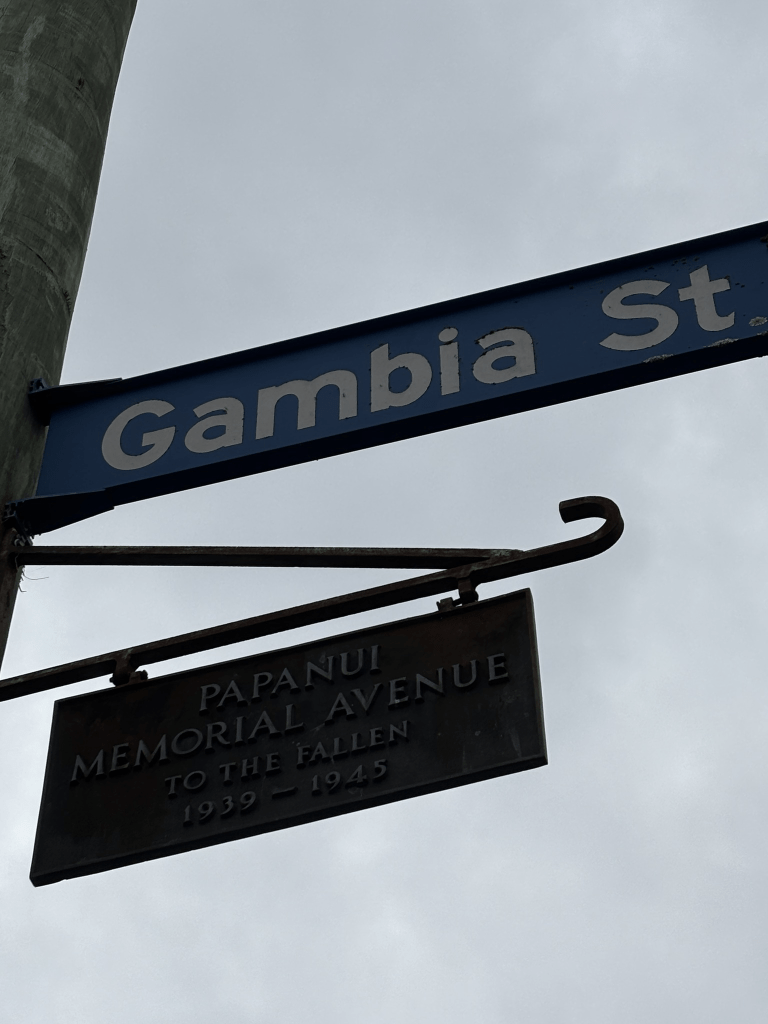 Gambia St.
PAPANUI
MEMORIAL AVENUE
TO THE FALLEN
1939 – 1945